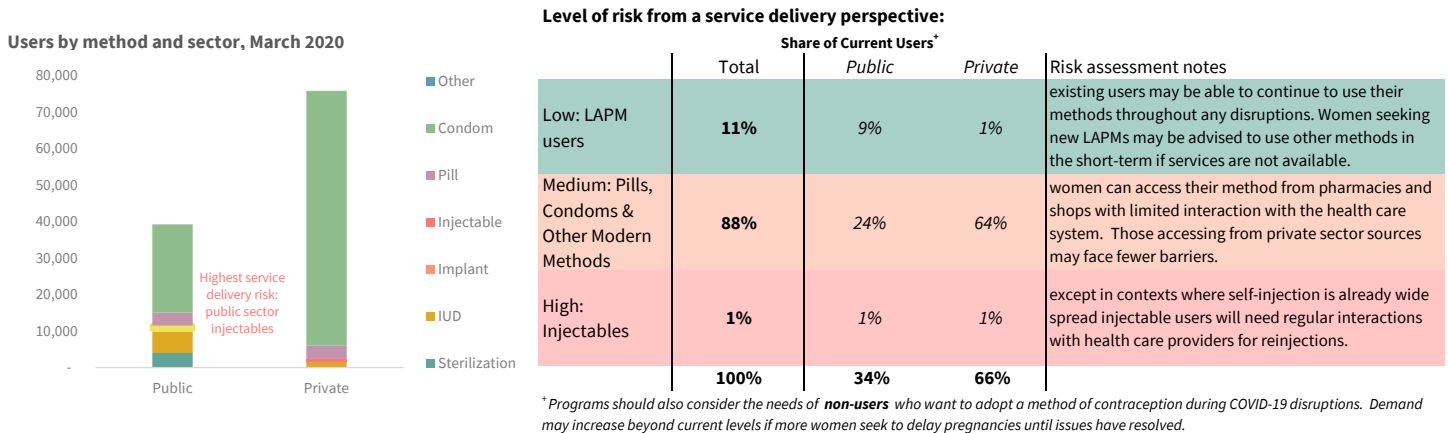 Users by method and sector, March 2020
80,000
70,000
60,000
50,000
40,000
30,000
20,000
10,000
-
Public
Private
Highest service
delivery risk:
public sector
injectables
Other
Condom
Pill
Injectable
Implant
IUD
Sterilization
Level of risk from a service delivery perspective:
Share of Current Users+
Total Public Private Risk assessment notes
Low: LAPM
users
11% 9% 1%
existing users may be able to continue to use their
methods throughout any disruptions. Women seeking
new LAPMs may be advised to use other methods in
the short-term if services are not available.
Medium: Pills,
Condoms &
Other Modern
Methods
88% 24% 64%
women can access their method from pharmacies and
shops with limited interaction with the health care
system. Those accessing from private sector sources
may face fewer barriers.
High:
Injectables
1% 1% 1%
except in contexts where self-injection is already wide
spread injectable users will need regular interactions
with health care providers for reinjections.
100% 34% 66%
+Programs should also consider the needs of non-users who want to adopt a method of contraception during COVID-19 disruptions. Demand
may increase beyond current levels if more women seek to delay pregnancies until issues have resolved.